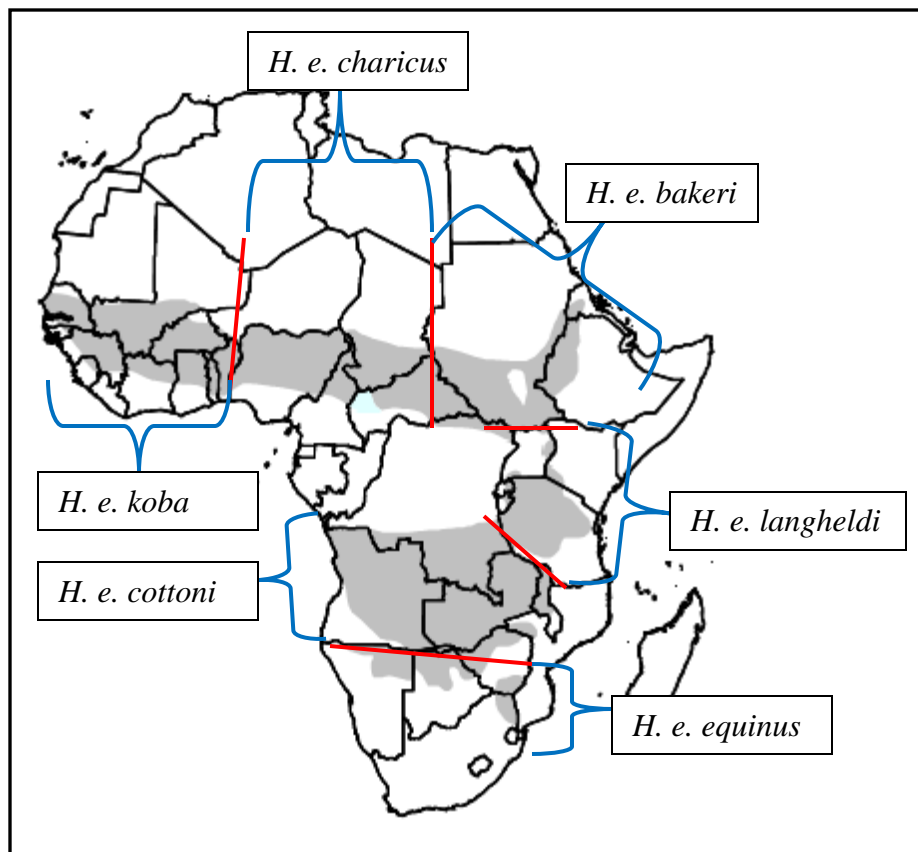 H. e. charicus
H. e. bakeri
H. e. koba
H. e. langheldi
H. e. cottoni
H. e. equinus